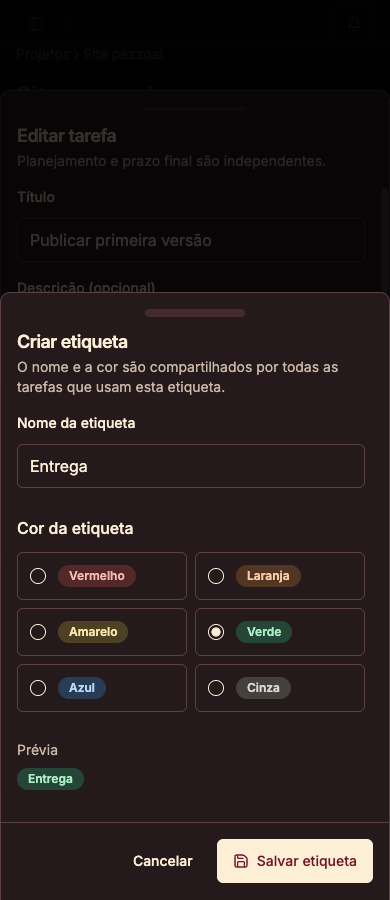 Projetos › Site pessoal
Editar tarefa
Planejamento e prazo final são independentes.
Título
Publicar primeira versão
Descrição (opcional)
Criar etiqueta
O nome e a cor são compartilhados por todas as
tarefas que usam esta etiqueta.
Nome da etiqueta
Entrega
Cor da etiqueta
Vermelho
Laranja
Amarelo
Verde
Azul
Cinza
Prévia
Entrega
Cancelar
Salvar etiqueta